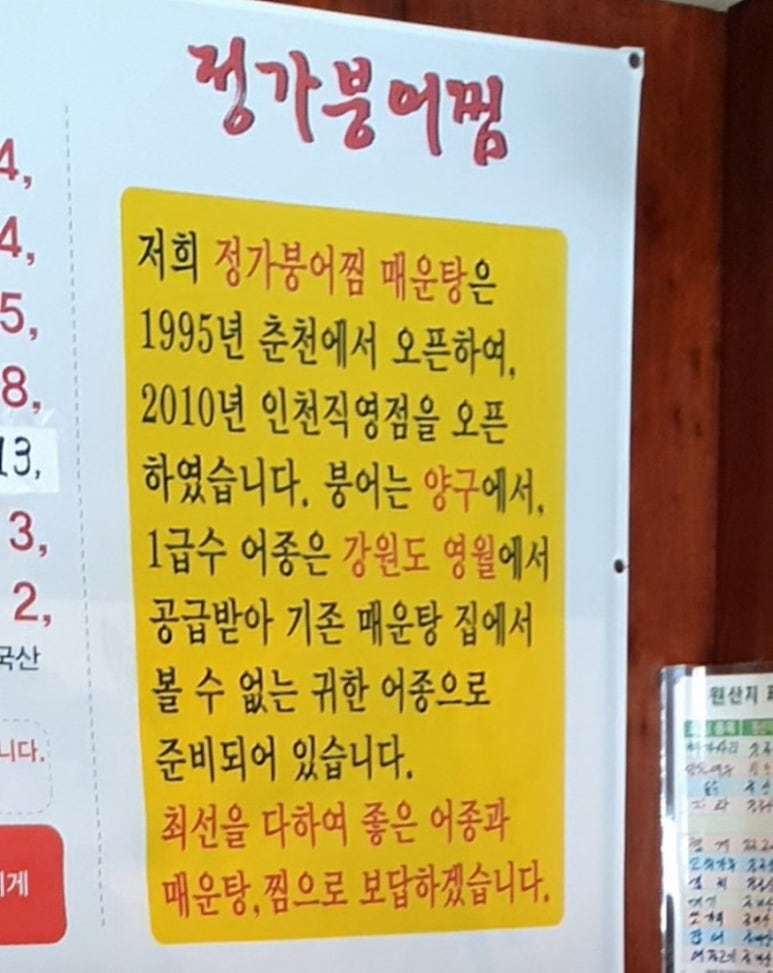 정가붕어찜
저희 정가붕어찜 매운탕은
1995년 춘천에서 오픈하여,
2010년 인천직영점을 오픈
하였습니다. 붕어는 양구에서,
1급수 어종은 강원도 영월에서
공급받아 기존 매운탕 집에서
볼 수 없는 귀한 어종으로
준비되어 있습니다.
최선을 다하여 좋은 어종과
매운탕,찜으로 보답하겠습니다.
4,
4,
5,
8,
13,
3,
2,
국산
니다.
게
원산지